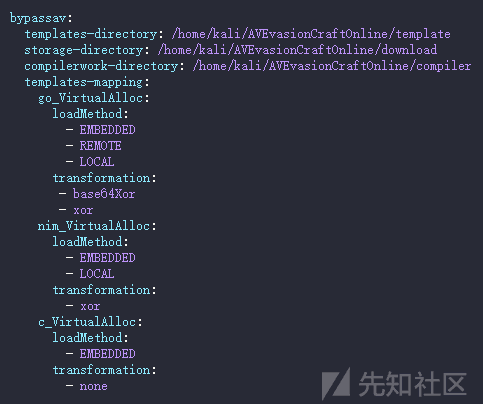 bypassav:
  templates-directory: /home/kali/AVEvasionCraftOnline/template
  storage-directory: /home/kali/AVEvasionCraftOnline/download
  compilerwork-directory: /home/kali/AVEvasionCraftOnline/compiler
  templates-mapping:
    go_VirtualAlloc:
      loadMethod:
        - EMBEDDED
        - REMOTE
        - LOCAL
      transformation:
       - base64Xor
       - xor
    nim_VirtualAlloc:
      loadMethod:
        - EMBEDDED
        - LOCAL
      transformation:
        - xor
    c_VirtualAlloc:
      loadMethod:
        - EMBEDDED
      transformation:
        - none
先知社区